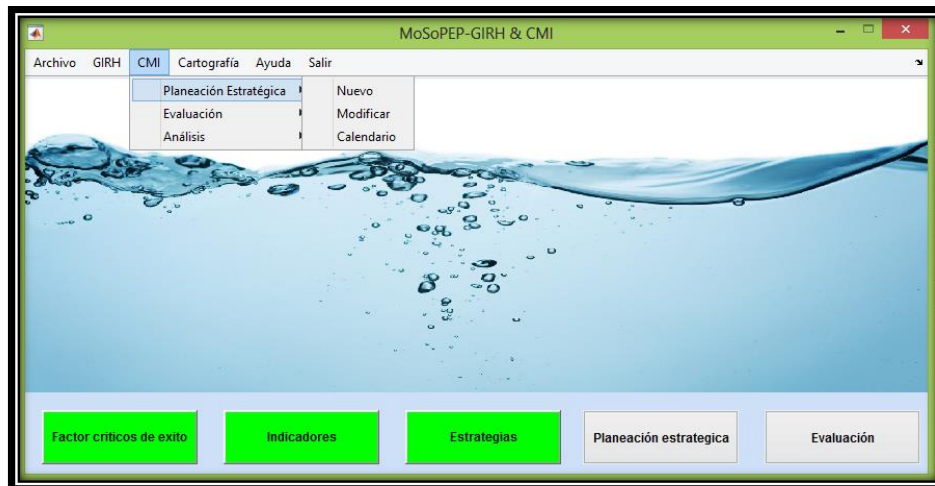 MoSoPEP-GIRH & CMI
Archivo GIRH CMI Cartografía Ayuda Salir
Planeación Estratégica Nuevo
Evaluación Modificar
Análisis Calendario
Factor criticos de exito Indicadores Estrategias Planeación estrategica Evaluación